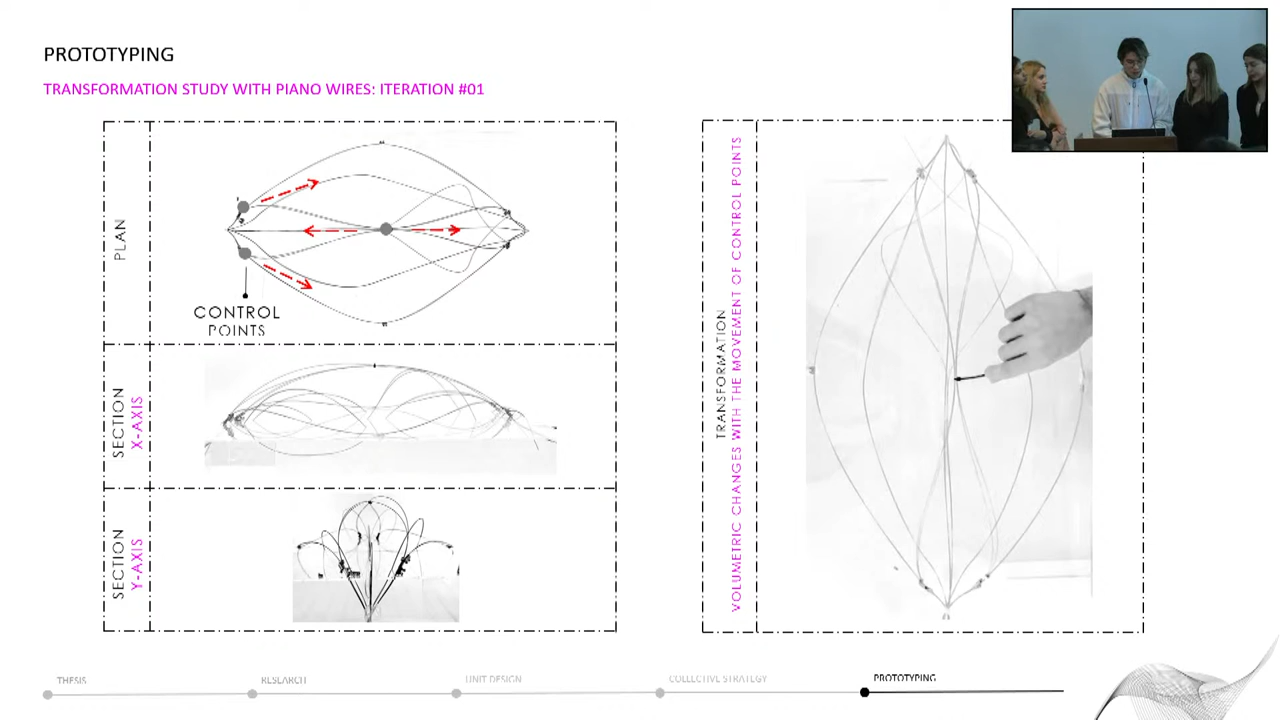 PROTOTYPING
TRANSFORMATION STUDY WITH PIANO WIRES: ITERATION #01
PLAN
CONTROL
POINTS
SECTION
X-AXIS
SECTION
Y-AXIS
TRANSFORMATION
VOLUMETRIC CHANGES WITH THE MOVEMENT OF CONTROL POINTS
THESIS
RESEARCH
UNIT DESIGN
COLLECTIVE STRATEGY
PROTOTYPING